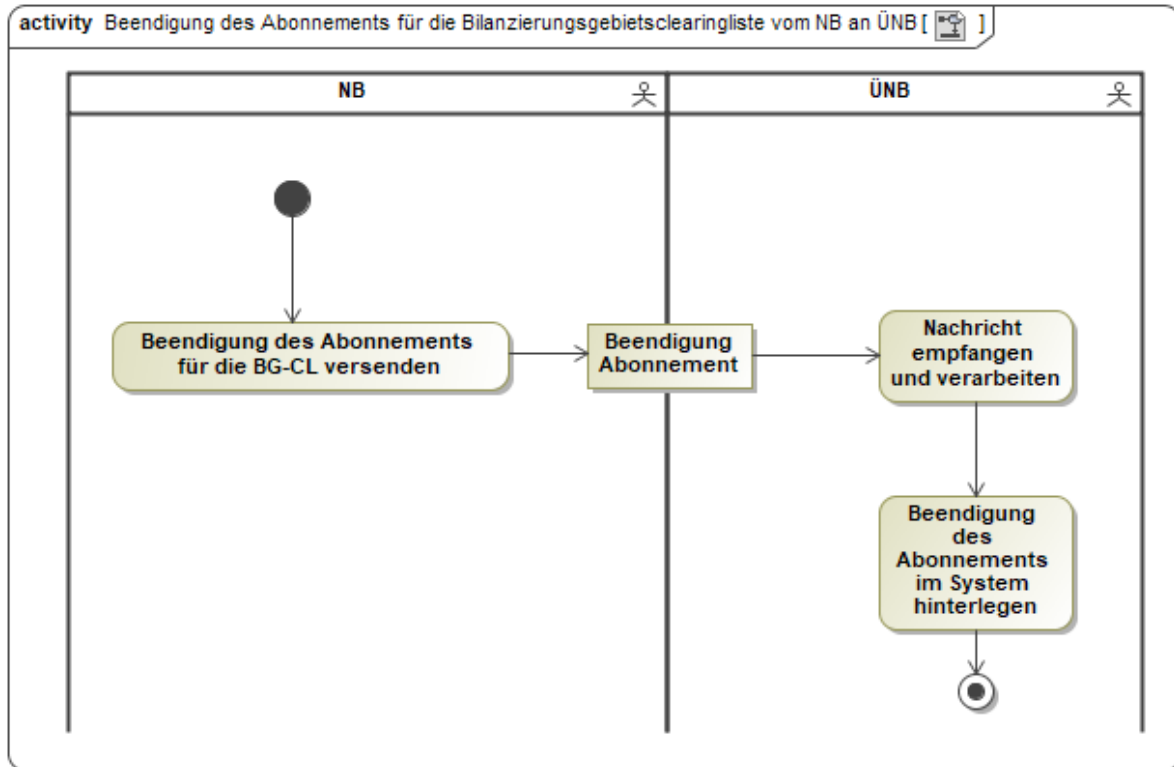 activity Beendigung des Abonnements für die Bilanzierungsgebietsclearingliste vom NB an ÜNB [ ]
NB
ÜNB
Beendigung des Abonnements
für die BG-CL versenden
Beendigung
Abonnement
Nachricht
empfangen
und verarbeiten
Beendigung
des
Abonnements
im System
hinterlegen